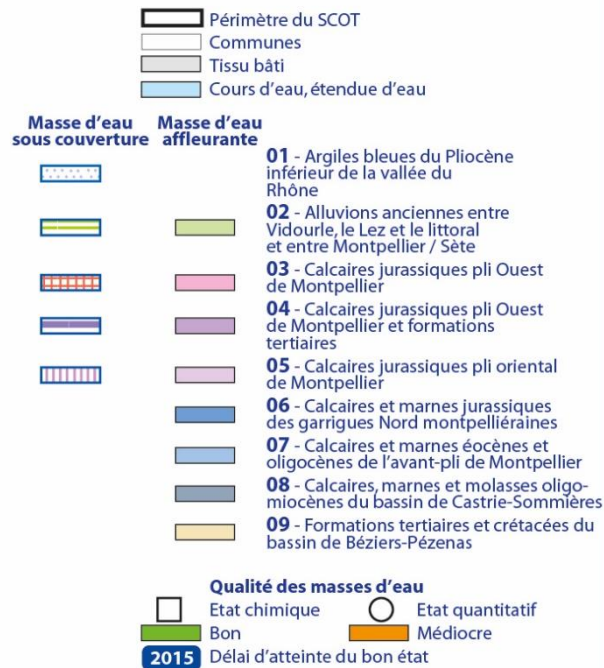 Périmètre du SCOT
Communes
Tissu bâti
Cours d'eau, étendue d'eau
Masse d'eau sous couverture
Masse d'eau affleurante
01 - Argiles bleues du Pliocène
inférieur de la vallée du
Rhône
02 - Alluvions anciennes entre
Vidourle, le Lez et le littoral
et entre Montpellier / Sète
03 - Calcaires jurassiques pli Ouest
de Montpellier
04 - Calcaires jurassiques pli Ouest
de Montpellier et formations
tertiaires
05 - Calcaires jurassiques pli oriental
de Montpellier
06 - Calcaires et marnes jurassiques
des garrigues Nord montpelliéraines
07 - Calcaires et marnes éocènes et
oligocènes de l'avant-pli de Montpellier
08 - Calcaires, marnes et molasses oligo-
miocènes du bassin de Castrie-Sommières
09 - Formations tertiaires et crétacées du
bassin de Béziers-Pézenas
Qualité des masses d'eau
Etat chimique
Etat quantitatif
Bon
Médiocre
2015 Délai d'atteinte du bon état